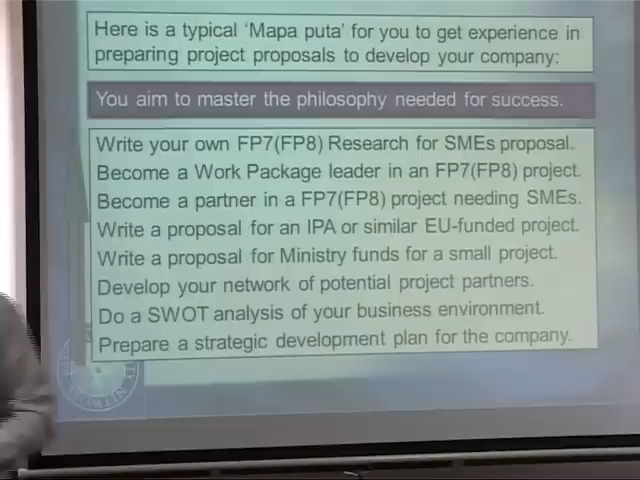 Here is a typical ‘Mapa puta’ for you to get experience in
preparing project proposals to develop your company:
You aim to master the philosophy needed for success.
Write your own FP7(FP8) Research for SMEs proposal.
Become a Work Package leader in an FP7(FP8) project.
Become a partner in a FP7(FP8) project needing SMEs.
Write a proposal for an IPA or similar EU-funded project.
Write a proposal for Ministry funds for a small project.
Develop your network of potential project partners.
Do a SWOT analysis of your business environment.
Prepare a strategic development plan for the company.